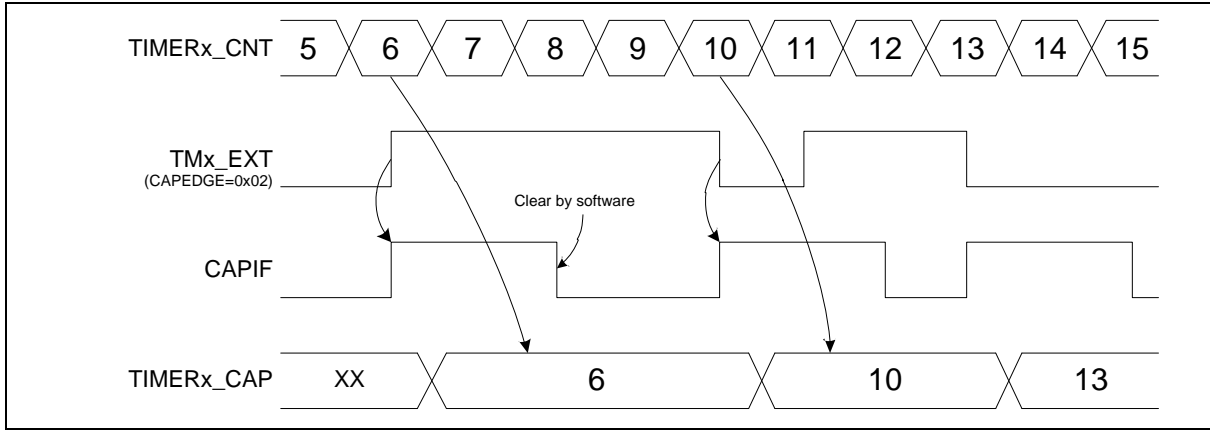 TIMERx_CNT 5 6 7 8 9 10 11 12 13 14 15
TMx_EXT
(CAPEDGE=0x02)
Clear by software
CAPIF
TIMERx_CAP XX 6 10 13